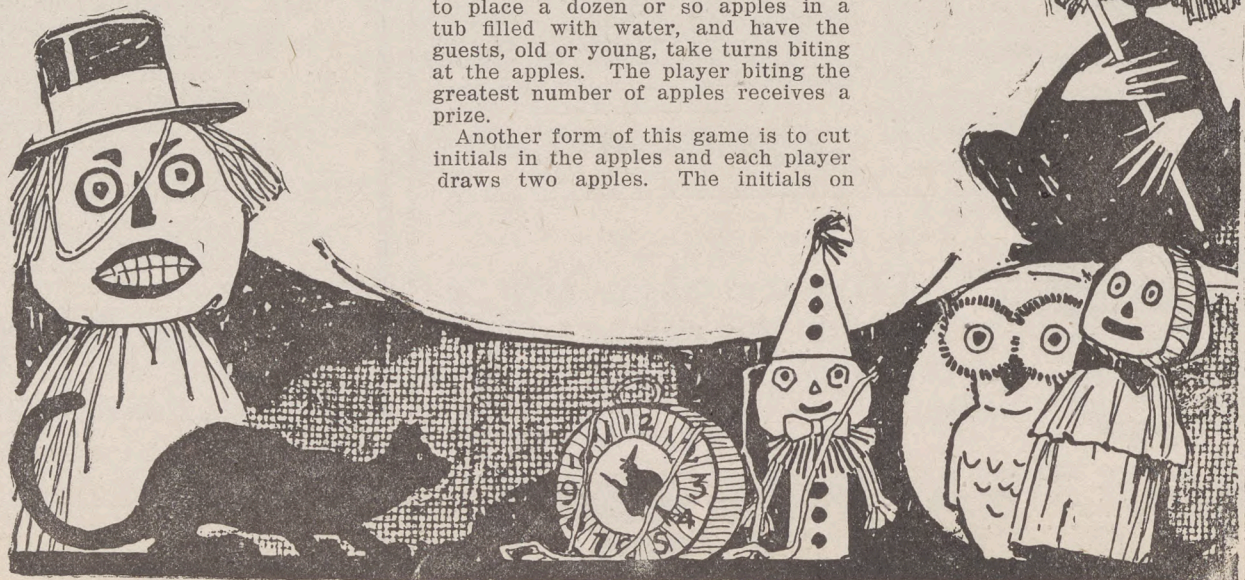 to place a dozen or so apples in a
tub filled with water, and have the
guests, old or young, take turns biting
at the apples. The player biting the
greatest number of apples receives a
prize.
Another form of this game is to cut
initials in the apples and each player
draws two apples. The initials on